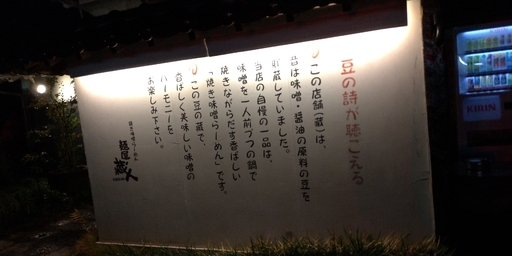 豆の詩が聴こえる
この店舗(蔵)は、
昔は味噌・醤油の原料の豆を
貯蔵していました。
当店の自慢の一品は、
味噌を一人前づつの鍋で
焼きながらだす香ばしい
「焼き味噌らーめん」です。
この豆の蔵で、
香ばしく美味しい味噌の
ハーモニーを
お楽しみ下さい。
麺屋
蔵人
KIRIN